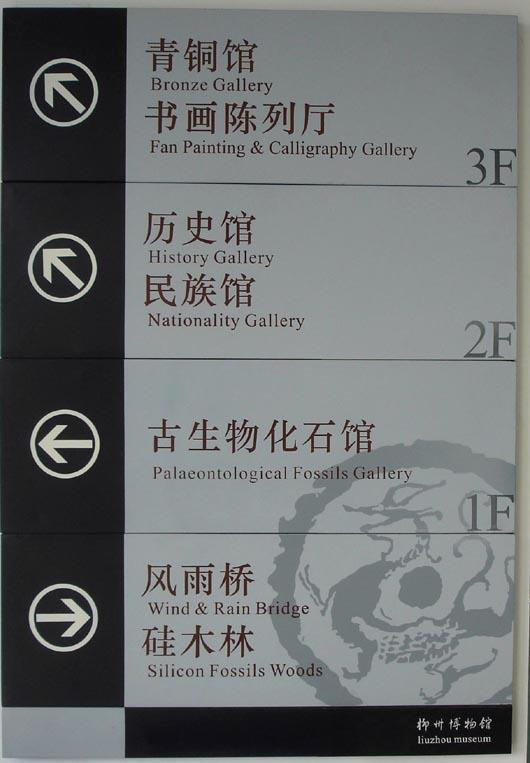 青铜馆
Bronze Gallery
书画陈列厅
Fan Painting & Calligraphy Gallery
3F
历史馆
History Gallery
民族馆
Nationality Gallery
2F
古生物化石馆
Palaeontological Fossils Gallery
1F
风雨桥
Wind & Rain Bridge
硅木林
Silicon Fossils Woods
柳州博物馆
liuzhou museum